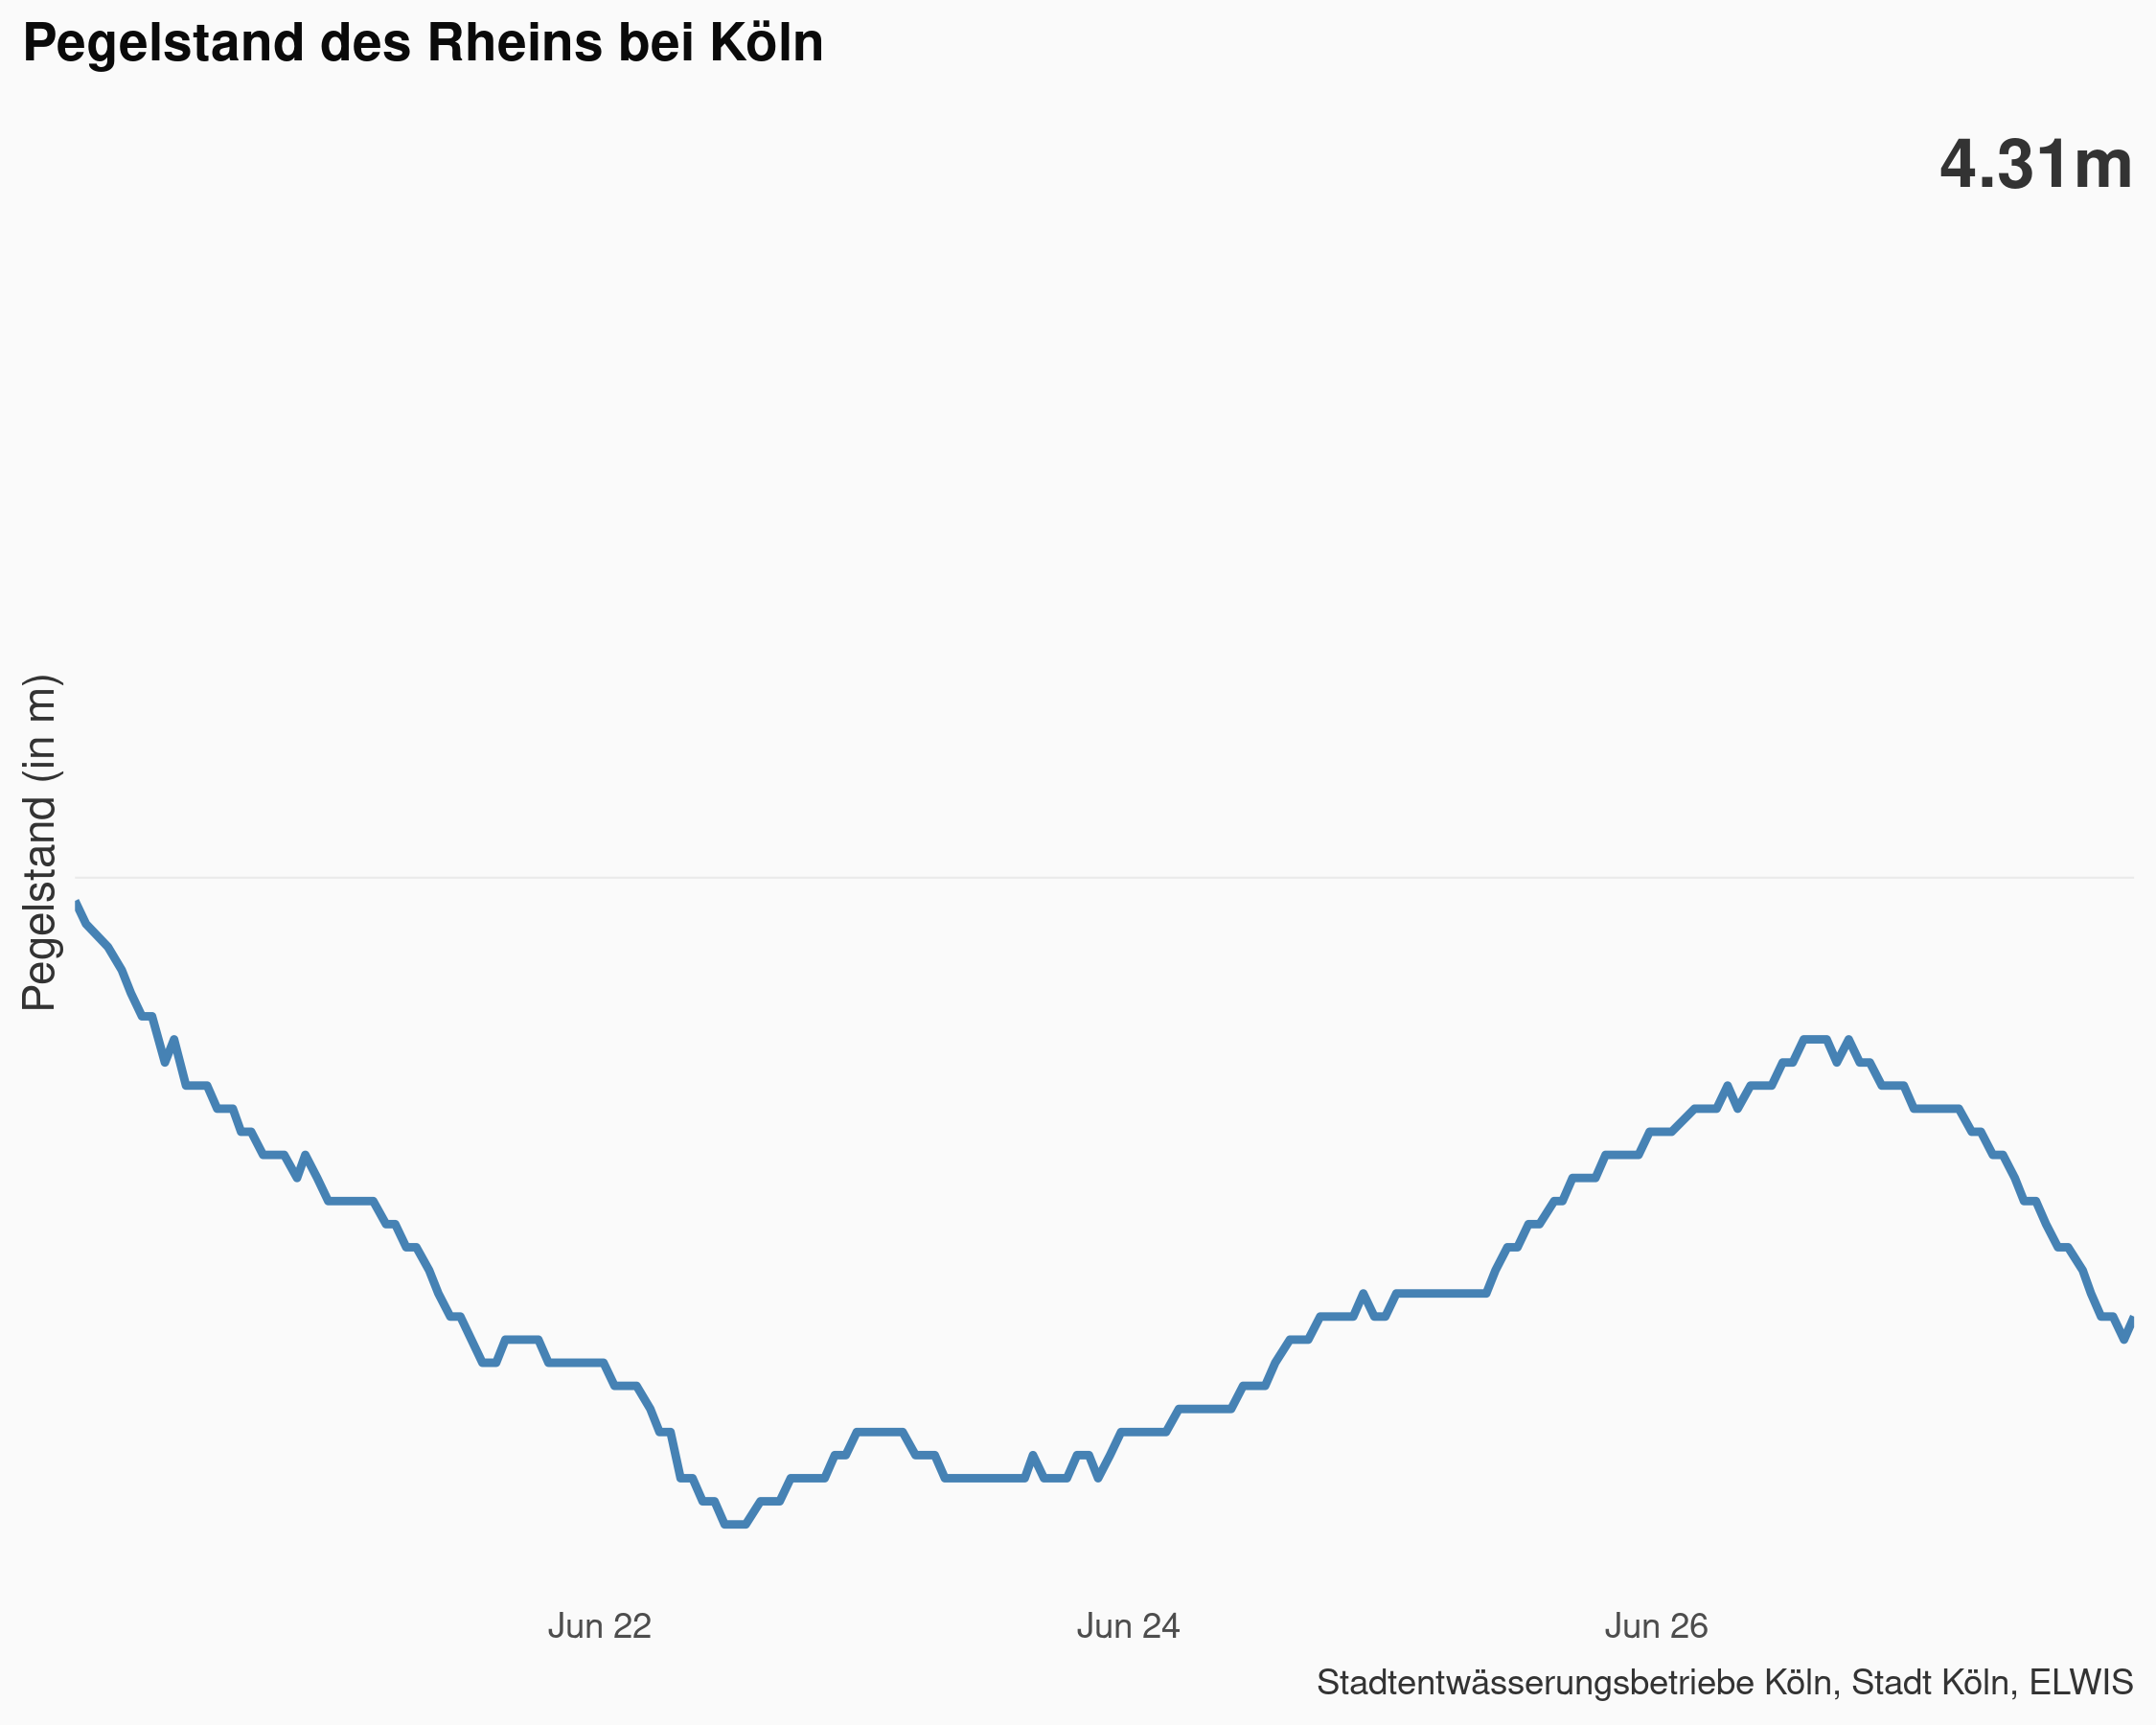 Pegelstand des Rheins bei Köln
4.31m
Pegelstand (in m)
Jun 22
Jun 24
Jun 26
Stadtentwässerungsbetriebe Köln, Stadt Köln, ELWIS